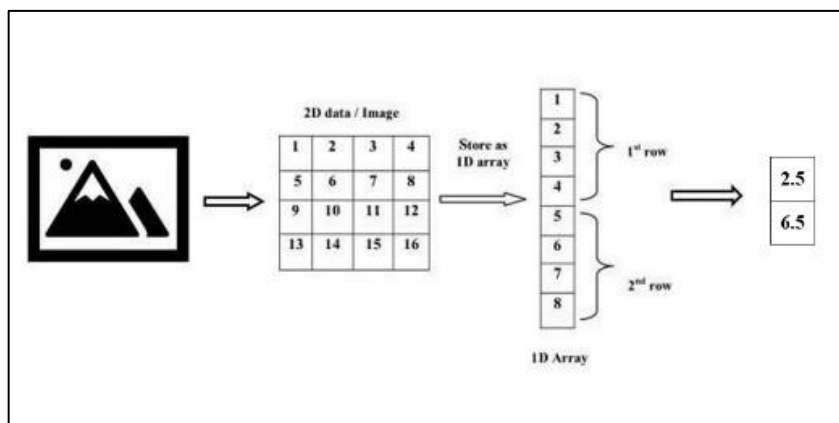 2D data / Image
1 2 3 4
5 6 7 8
9 10 11 12
13 14 15 16
Store as
1D array
1
2
3
4
5
6
7
8
1st row
2nd row
1D Array
2.5
6.5